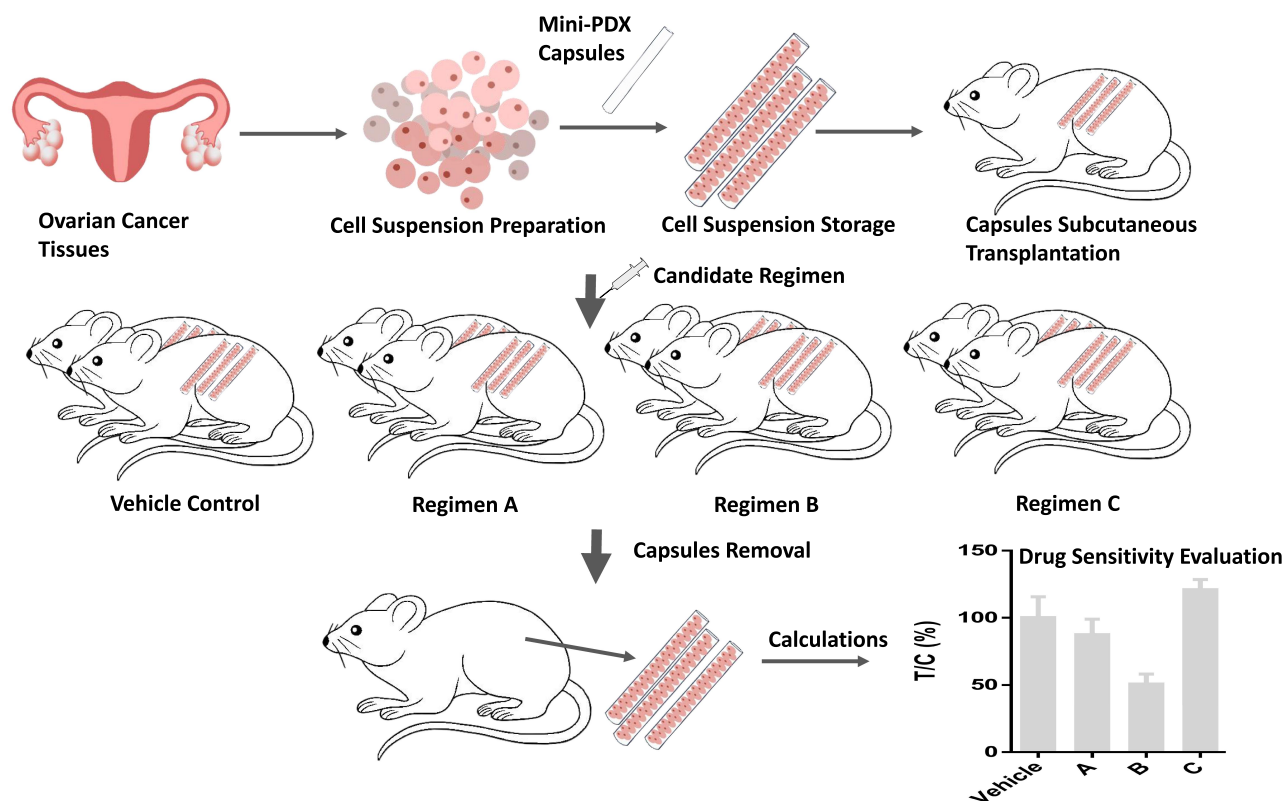 Mini-PDX
Capsules
Ovarian Cancer
Tissues
Cell Suspension Preparation
Cell Suspension Storage
Capsules Subcutaneous
Transplantation
Candidate Regimen
Vehicle Control
Regimen A
Regimen B
Regimen C
Capsules Removal
Calculations
Drug Sensitivity Evaluation
T/C (%)
150
100
50
0
Vehicle
A
B
C